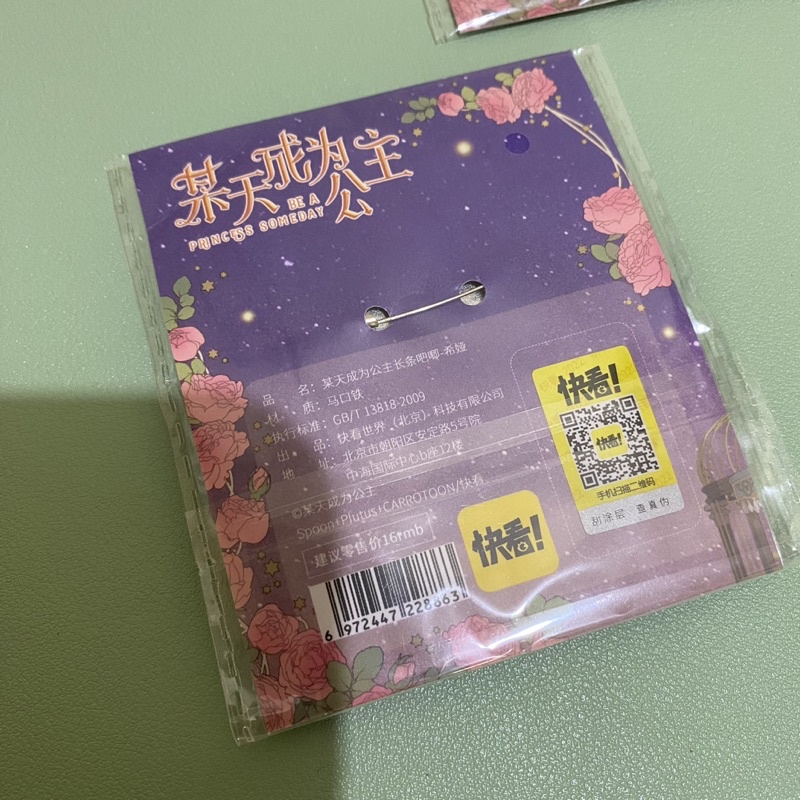 某天成为公主
BE A
PRINCESS SOMEDAY
品 名：某天成为公主长条吧唧-希娅
材 质：马口铁
执行标准：GB/T 13818-2009
出 品：快看世界（北京）科技有限公司
地 址：北京市朝阳区安定路5号院
中海国际中心b座12楼
©某天成为公主
Spoon+Plutus+CARROTOON/快看
建议零售价16rmb
6 972447 228663
快看!
快看!
快看!
手机扫描二维码
刮涂层 查真伪